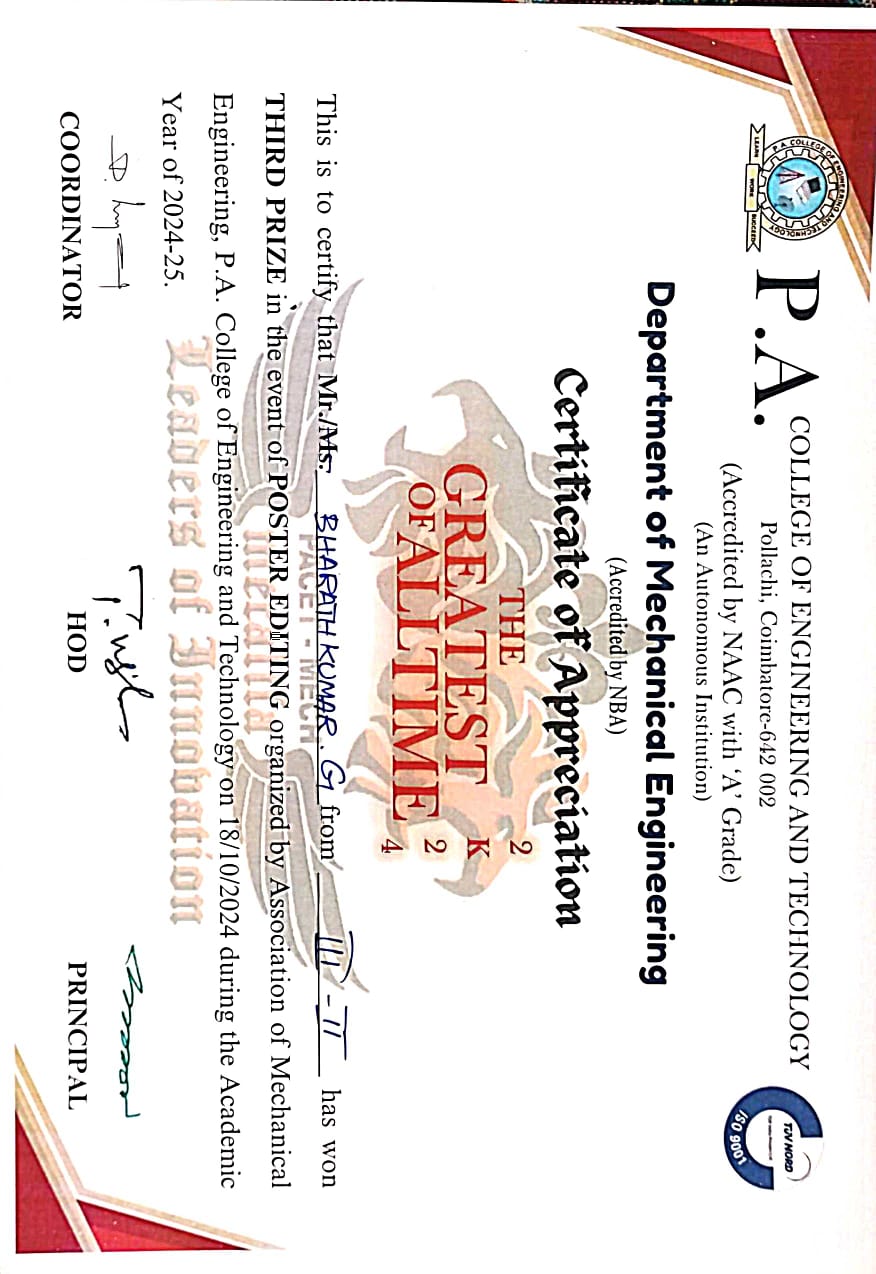 P.A. COLLEGE OF ENGINEERING AND TECHNOLOGY
P.A. COLLEGE OF ENGINEERING AND TECHNOLOGY
LEARN WORK SUCCEED
TÜV NORD
ISO 9001
Pollachi, Coimbatore-642 002
(Accredited by NAAC with ‘A’ Grade)
(An Autonomous Institution)
Department of Mechanical Engineering
(Accredited by NBA)
Certificate of Appreciation
THE
GREATEST
OF ALL TIME
2
K
2
4
This is to certify that Mr./Ms. BHARATH KUMAR. G from III - II has won
PACET - MECH
THIRD PRIZE in the event of POSTER EDITING organized by Association of Mechanical
metallia
Engineering, P.A. College of Engineering and Technology on 18/10/2024 during the Academic
Leaders of Innovation
Year of 2024-25.
COORDINATOR
HOD
PRINCIPAL